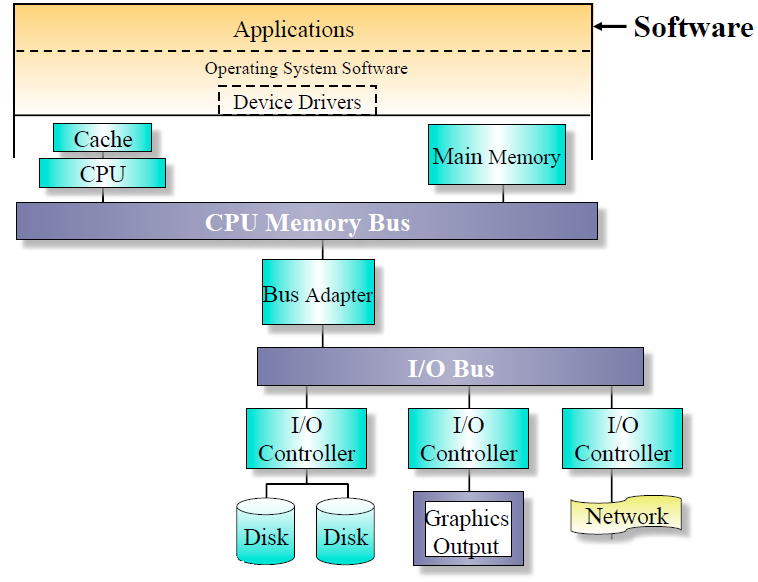 Applications
Software
Operating System Software
Device Drivers
Cache
CPU
Main Memory
CPU Memory Bus
Bus Adapter
I/O Bus
I/O
Controller
I/O
Controller
I/O
Controller
Disk
Disk
Graphics
Output
Network